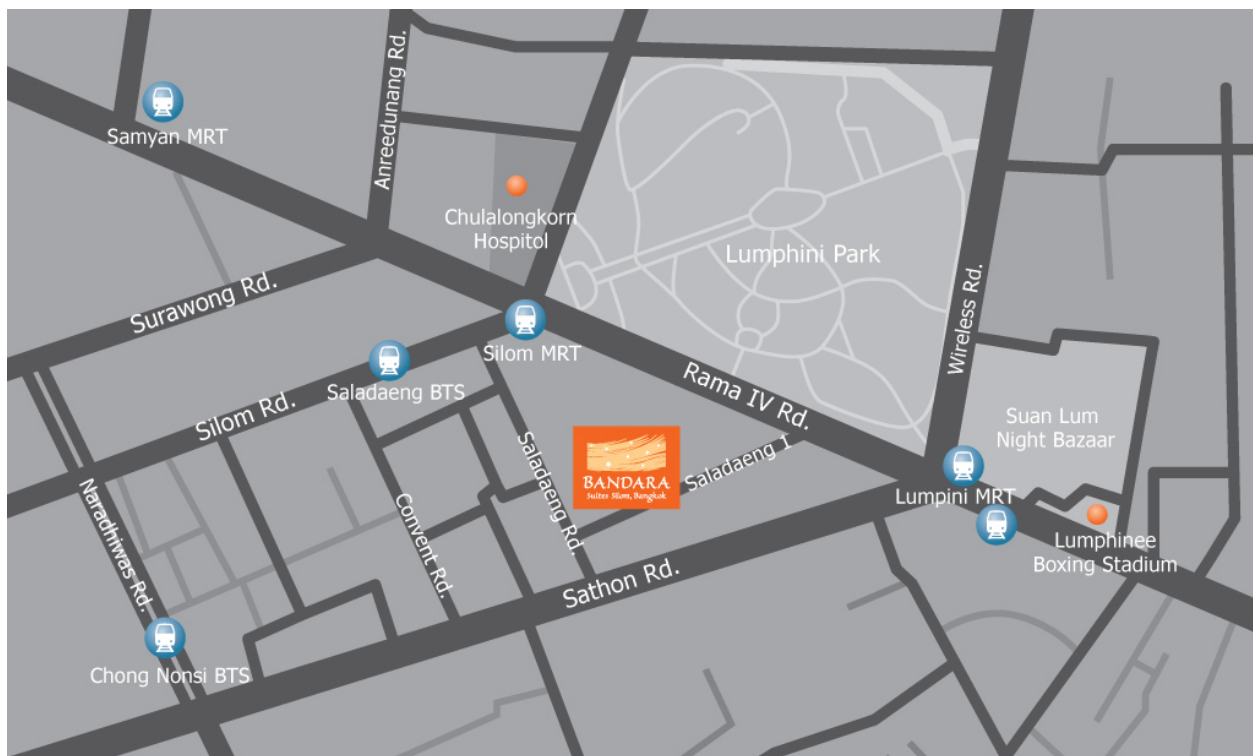 Samyan MRT
Anreedunang Rd.
Chulalongkorn
Hospitol
Lumphini Park
Wireless Rd.
Surawong Rd.
Silom MRT
Saladaeng BTS
Silom Rd.
Rama IV Rd.
Suan Lum
Night Bazaar
Saladaeng Rd.
BANDARA
Suites Silom, Bangkok
Saladaeng I
Naradhiwas Rd.
Convent Rd.
Lumpini MRT
Lumphinee
Boxing Stadium
Sathon Rd.
Chong Nonsi BTS